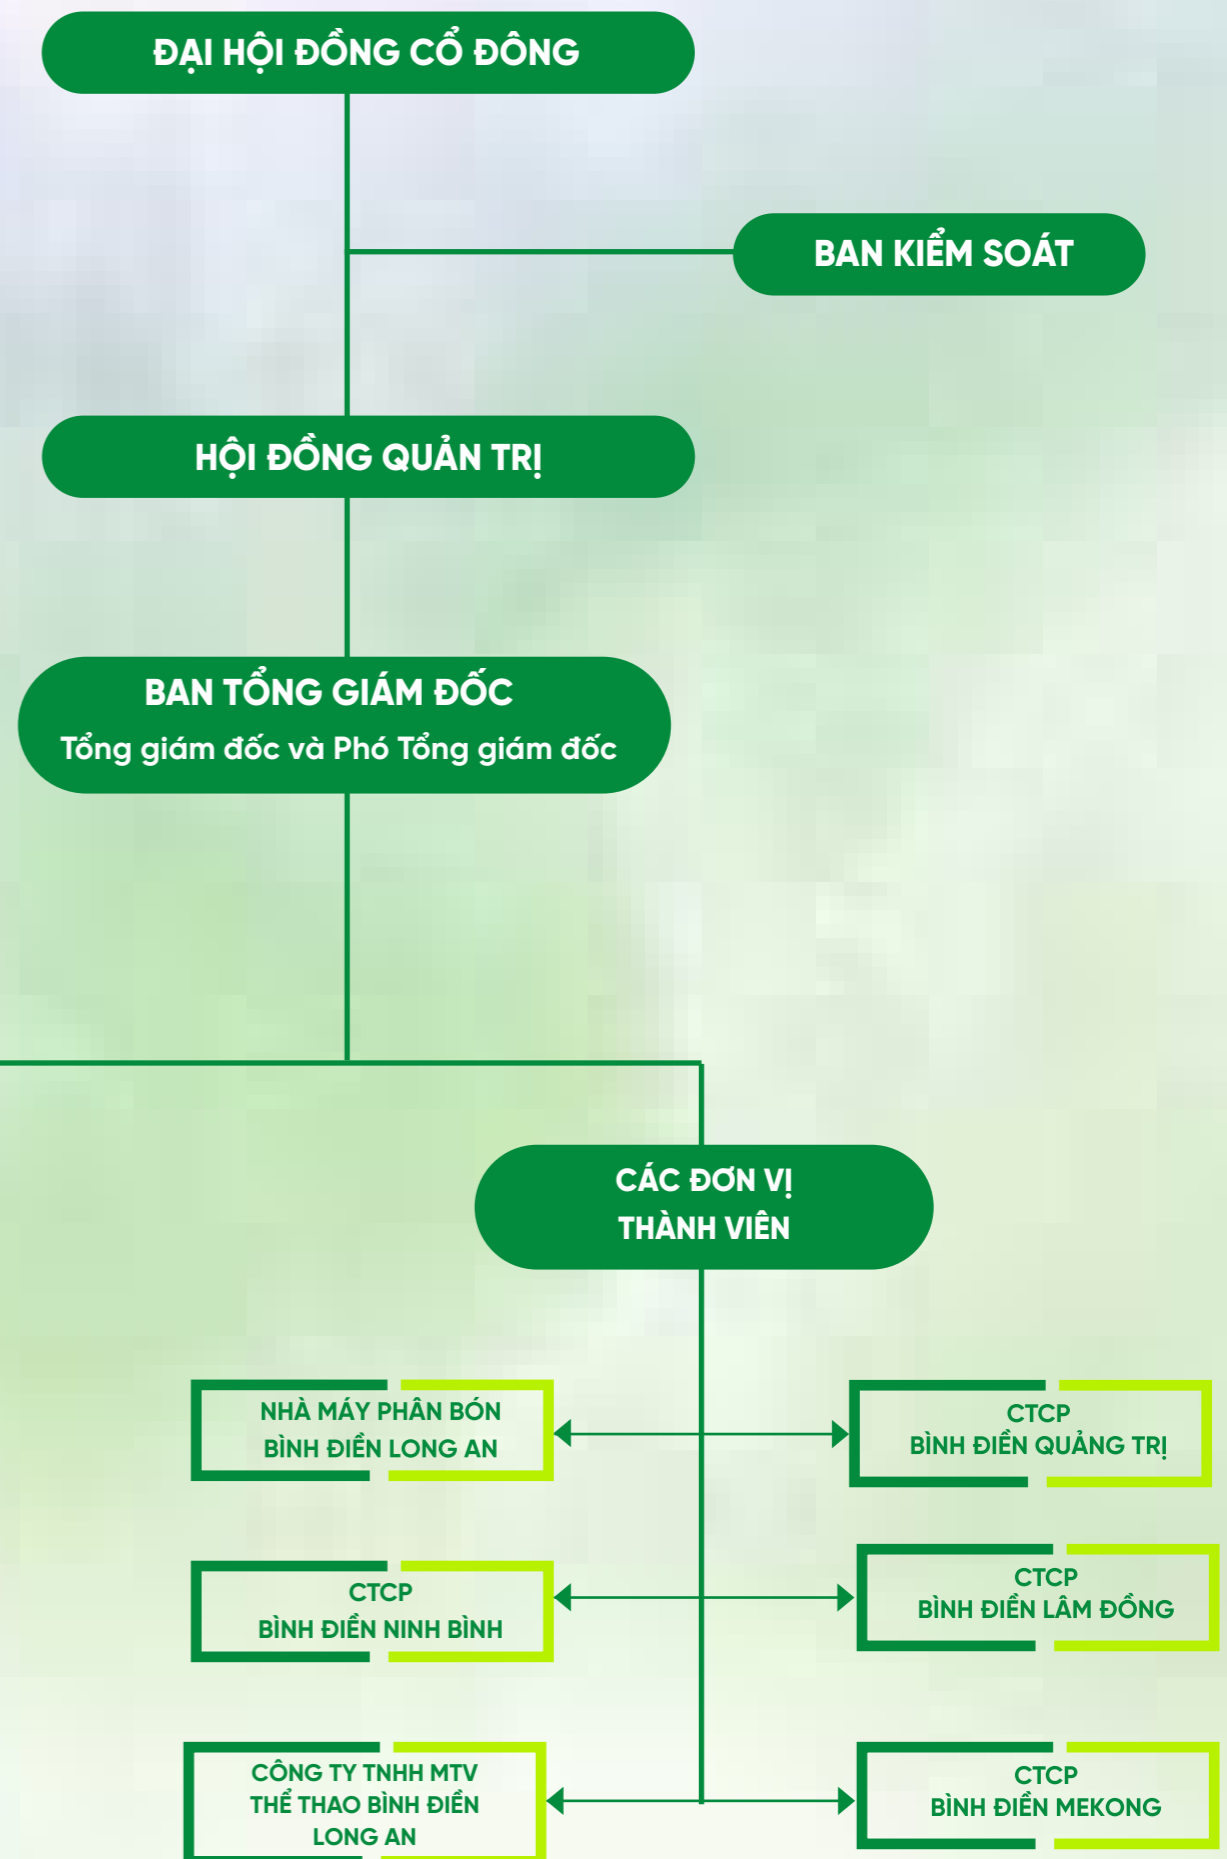 ĐẠI HỘI ĐỒNG CỔ ĐÔNG
BAN KIỂM SOÁT
HỘI ĐỒNG QUẢN TRỊ
BAN TỔNG GIÁM ĐỐC
Tổng giám đốc và Phó Tổng giám đốc
CÁC ĐƠN VỊ
THÀNH VIÊN
NHÀ MÁY PHÂN BÓN
BÌNH ĐIỀN LONG AN
CTCP
BÌNH ĐIỀN QUẢNG TRỊ
CTCP
BÌNH ĐIỀN NINH BÌNH
CTCP
BÌNH ĐIỀN LÂM ĐỒNG
CÔNG TY TNHH MTV
THỂ THAO BÌNH ĐIỀN
LONG AN
CTCP
BÌNH ĐIỀN MEKONG